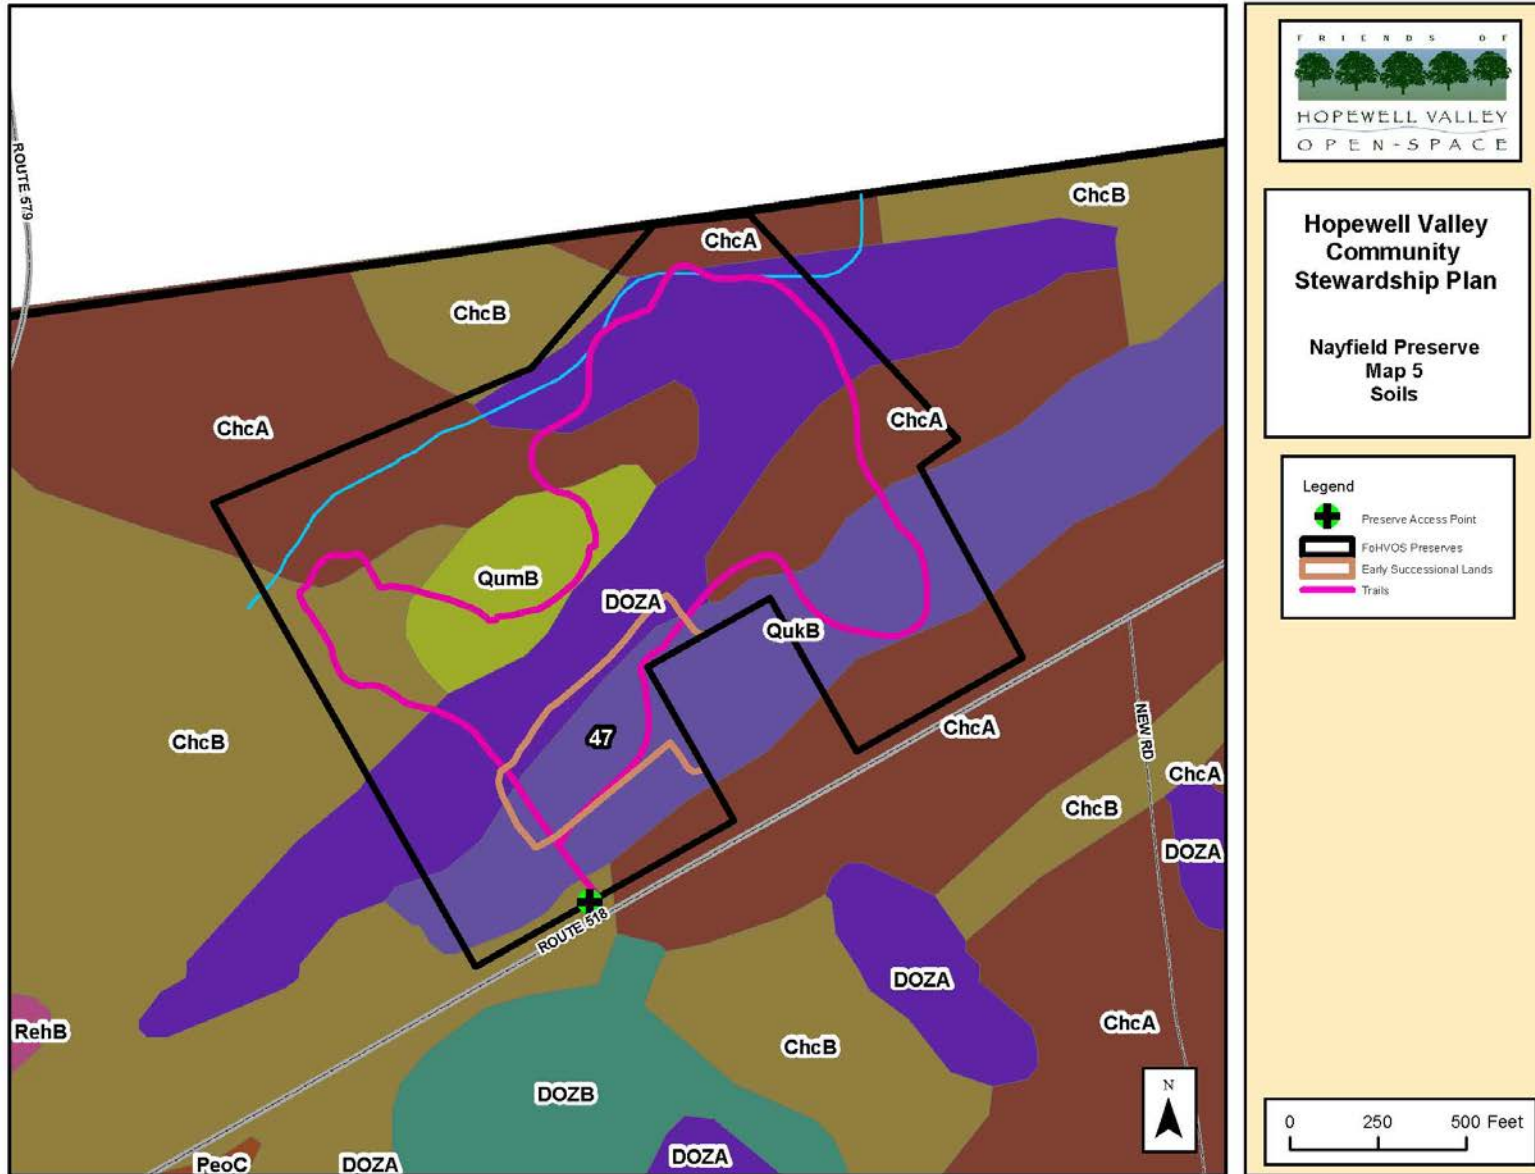 ROUTE 579
ChcB
ChcA
ChcB
ChcA
ChcA
QumB
DOZA
QukB
ChcB
47
ChcA
NEW RD
ChcA
ChcB
DOZA
ROUTE 518
DOZA
RehB
ChcA
ChcB
DOZB
PeoC
DOZA
DOZA
N
FRIENDS OF
HOPEWELL VALLEY
OPEN-SPACE
Hopewell Valley
Community
Stewardship Plan
Nayfield Preserve
Map 5
Soils
Legend
Preserve Access Point
FoHVOS Preserves
Early Successional Lands
Trails
0 250 500 Feet